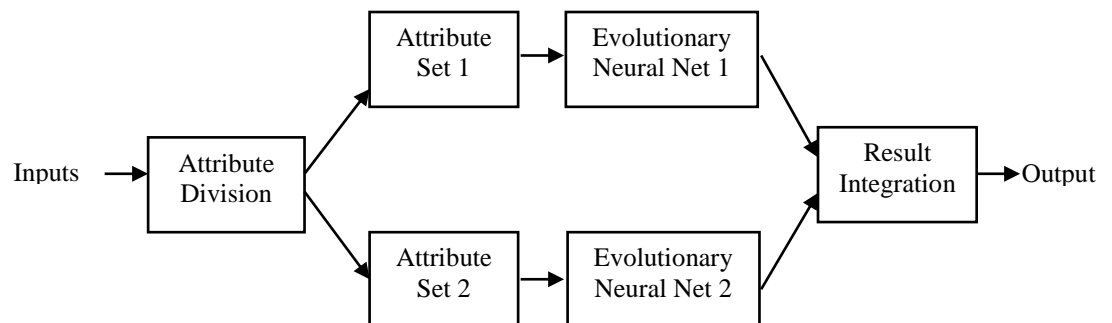 Attribute
Set 1
Evolutionary
Neural Net 1
Inputs
Attribute
Division
Result
Integration
Output
Attribute
Set 2
Evolutionary
Neural Net 2